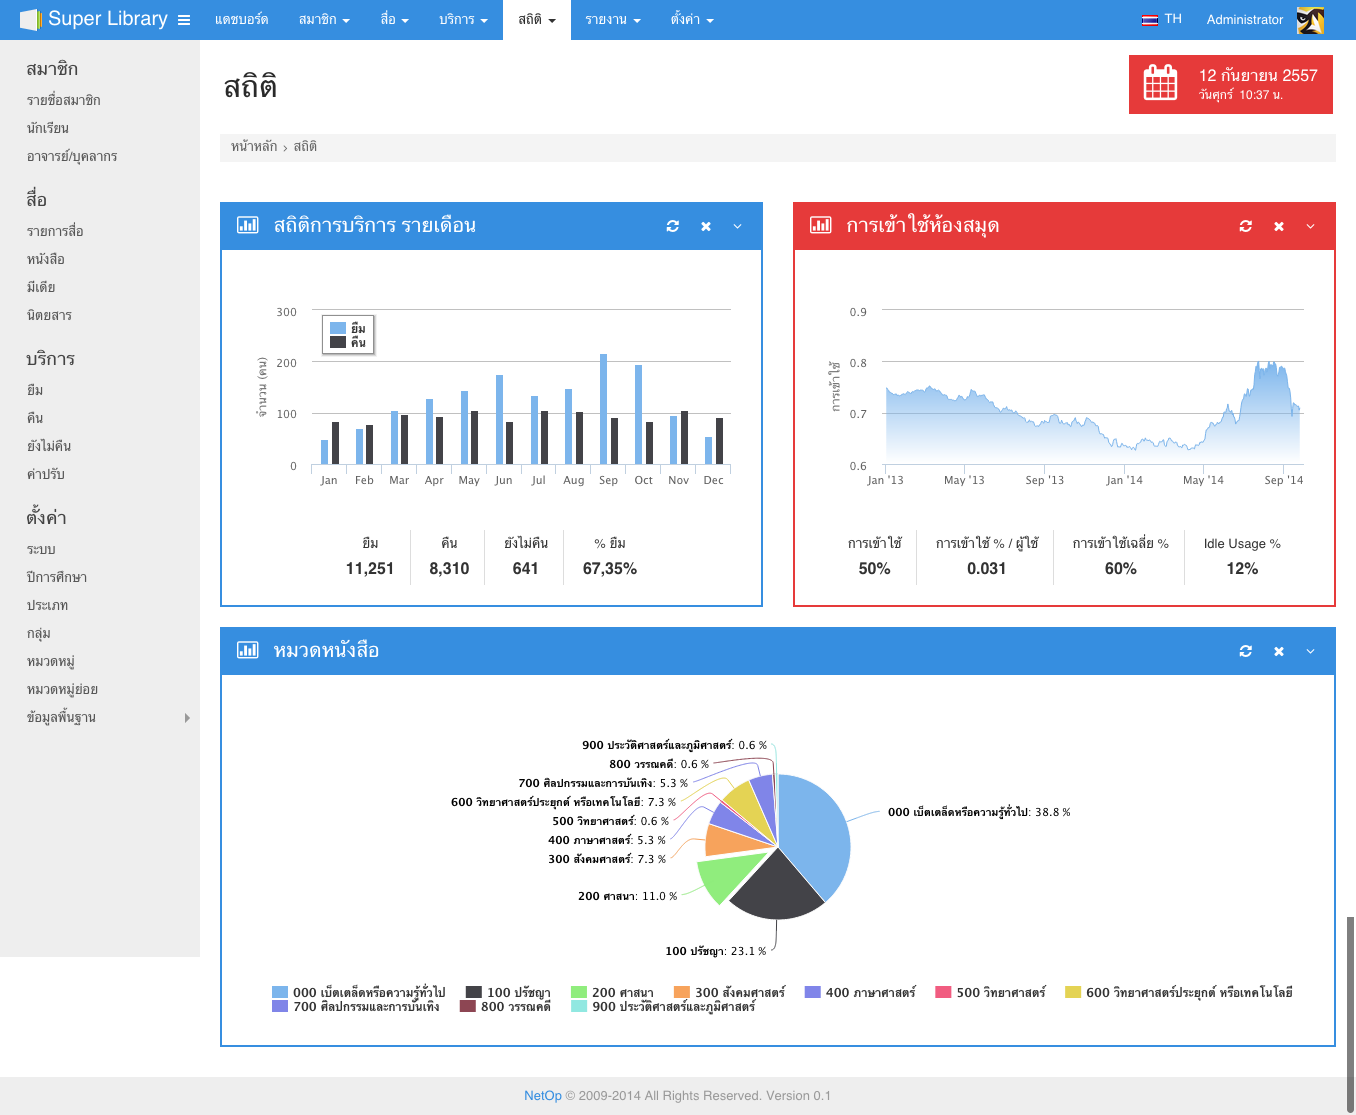 Super Library
แดชบอร์ด
สมาชิก
สื่อ
บริการ
สถิติ
รายงาน
ตั้งค่า
TH
Administrator
สมาชิก
รายชื่อสมาชิก
นักเรียน
อาจารย์/บุคลากร
สื่อ
รายการสื่อ
หนังสือ
มีเดีย
นิตยสาร
บริการ
ยืม
คืน
ยังไม่คืน
ค่าปรับ
ตั้งค่า
ระบบ
ปีการศึกษา
ประเภท
กลุ่ม
หมวดหมู่
หมวดหมู่ย่อย
ข้อมูลพื้นฐาน
สถิติ
12 กันยายน 2557
วันศุกร์ 10:37 น.
หน้าหลัก › สถิติ
สถิติการบริการ รายเดือน
จำนวน (คน)
300
200
100
0
ยืม
คืน
Jan Feb Mar Apr May Jun Jul Aug Sep Oct Nov Dec
ยืม คืน ยังไม่คืน % ยืม
11,251 8,310 641 67,35%
การเข้าใช้ห้องสมุด
การเข้าใช้
0.9
0.8
0.7
0.6
Jan '13 May '13 Sep '13 Jan '14 May '14 Sep '14
การเข้าใช้ การเข้าใช้ % / ผู้ใช้ การเข้าใช้เฉลี่ย % Idle Usage %
50% 0.031 60% 12%
หมวดหนังสือ
900 ประวัติศาสตร์และภูมิศาสตร์: 0.6 %
800 วรรณคดี: 0.6 %
700 ศิลปกรรมและการบันเทิง: 5.3 %
600 วิทยาศาสตร์ประยุกต์ หรือเทคโนโลยี: 7.3 %
500 วิทยาศาสตร์: 0.6 %
400 ภาษาศาสตร์: 5.3 %
300 สังคมศาสตร์: 7.3 %
200 ศาสนา: 11.0 %
100 ปรัชญา: 23.1 %
000 เบ็ตเตล็ดหรือความรู้ทั่วไป: 38.8 %
000 เบ็ตเตล็ดหรือความรู้ทั่วไป 100 ปรัชญา 200 ศาสนา 300 สังคมศาสตร์ 400 ภาษาศาสตร์ 500 วิทยาศาสตร์ 600 วิทยาศาสตร์ประยุกต์ หรือเทคโนโลยี
700 ศิลปกรรมและการบันเทิง 800 วรรณคดี 900 ประวัติศาสตร์และภูมิศาสตร์
NetOp © 2009-2014 All Rights Reserved. Version 0.1